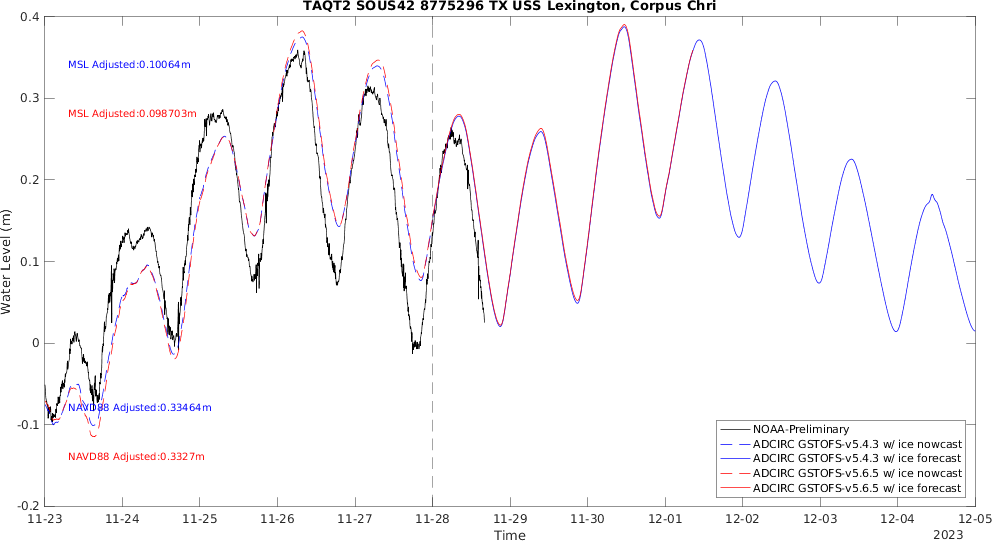 TAQT2 SOUS42 8775296 TX USS Lexington, Corpus Chri
0.4
MSL Adjusted:0.10064m
0.3
MSL Adjusted:0.098703m
0.2
Water Level (m)
0.1
0
NAVD88 Adjusted:0.33464m
-0.1
NAVD88 Adjusted:0.3327m
NOAA-Preliminary
ADCIRC GSTOFS-v5.4.3 w/ ice nowcast
ADCIRC GSTOFS-v5.4.3 w/ ice forecast
ADCIRC GSTOFS-v5.6.5 w/ ice nowcast
ADCIRC GSTOFS-v5.6.5 w/ ice forecast
-0.2
11-23 11-24 11-25 11-26 11-27 11-28 11-29 11-30 12-01 12-02 12-03 12-04 12-05
Time
2023